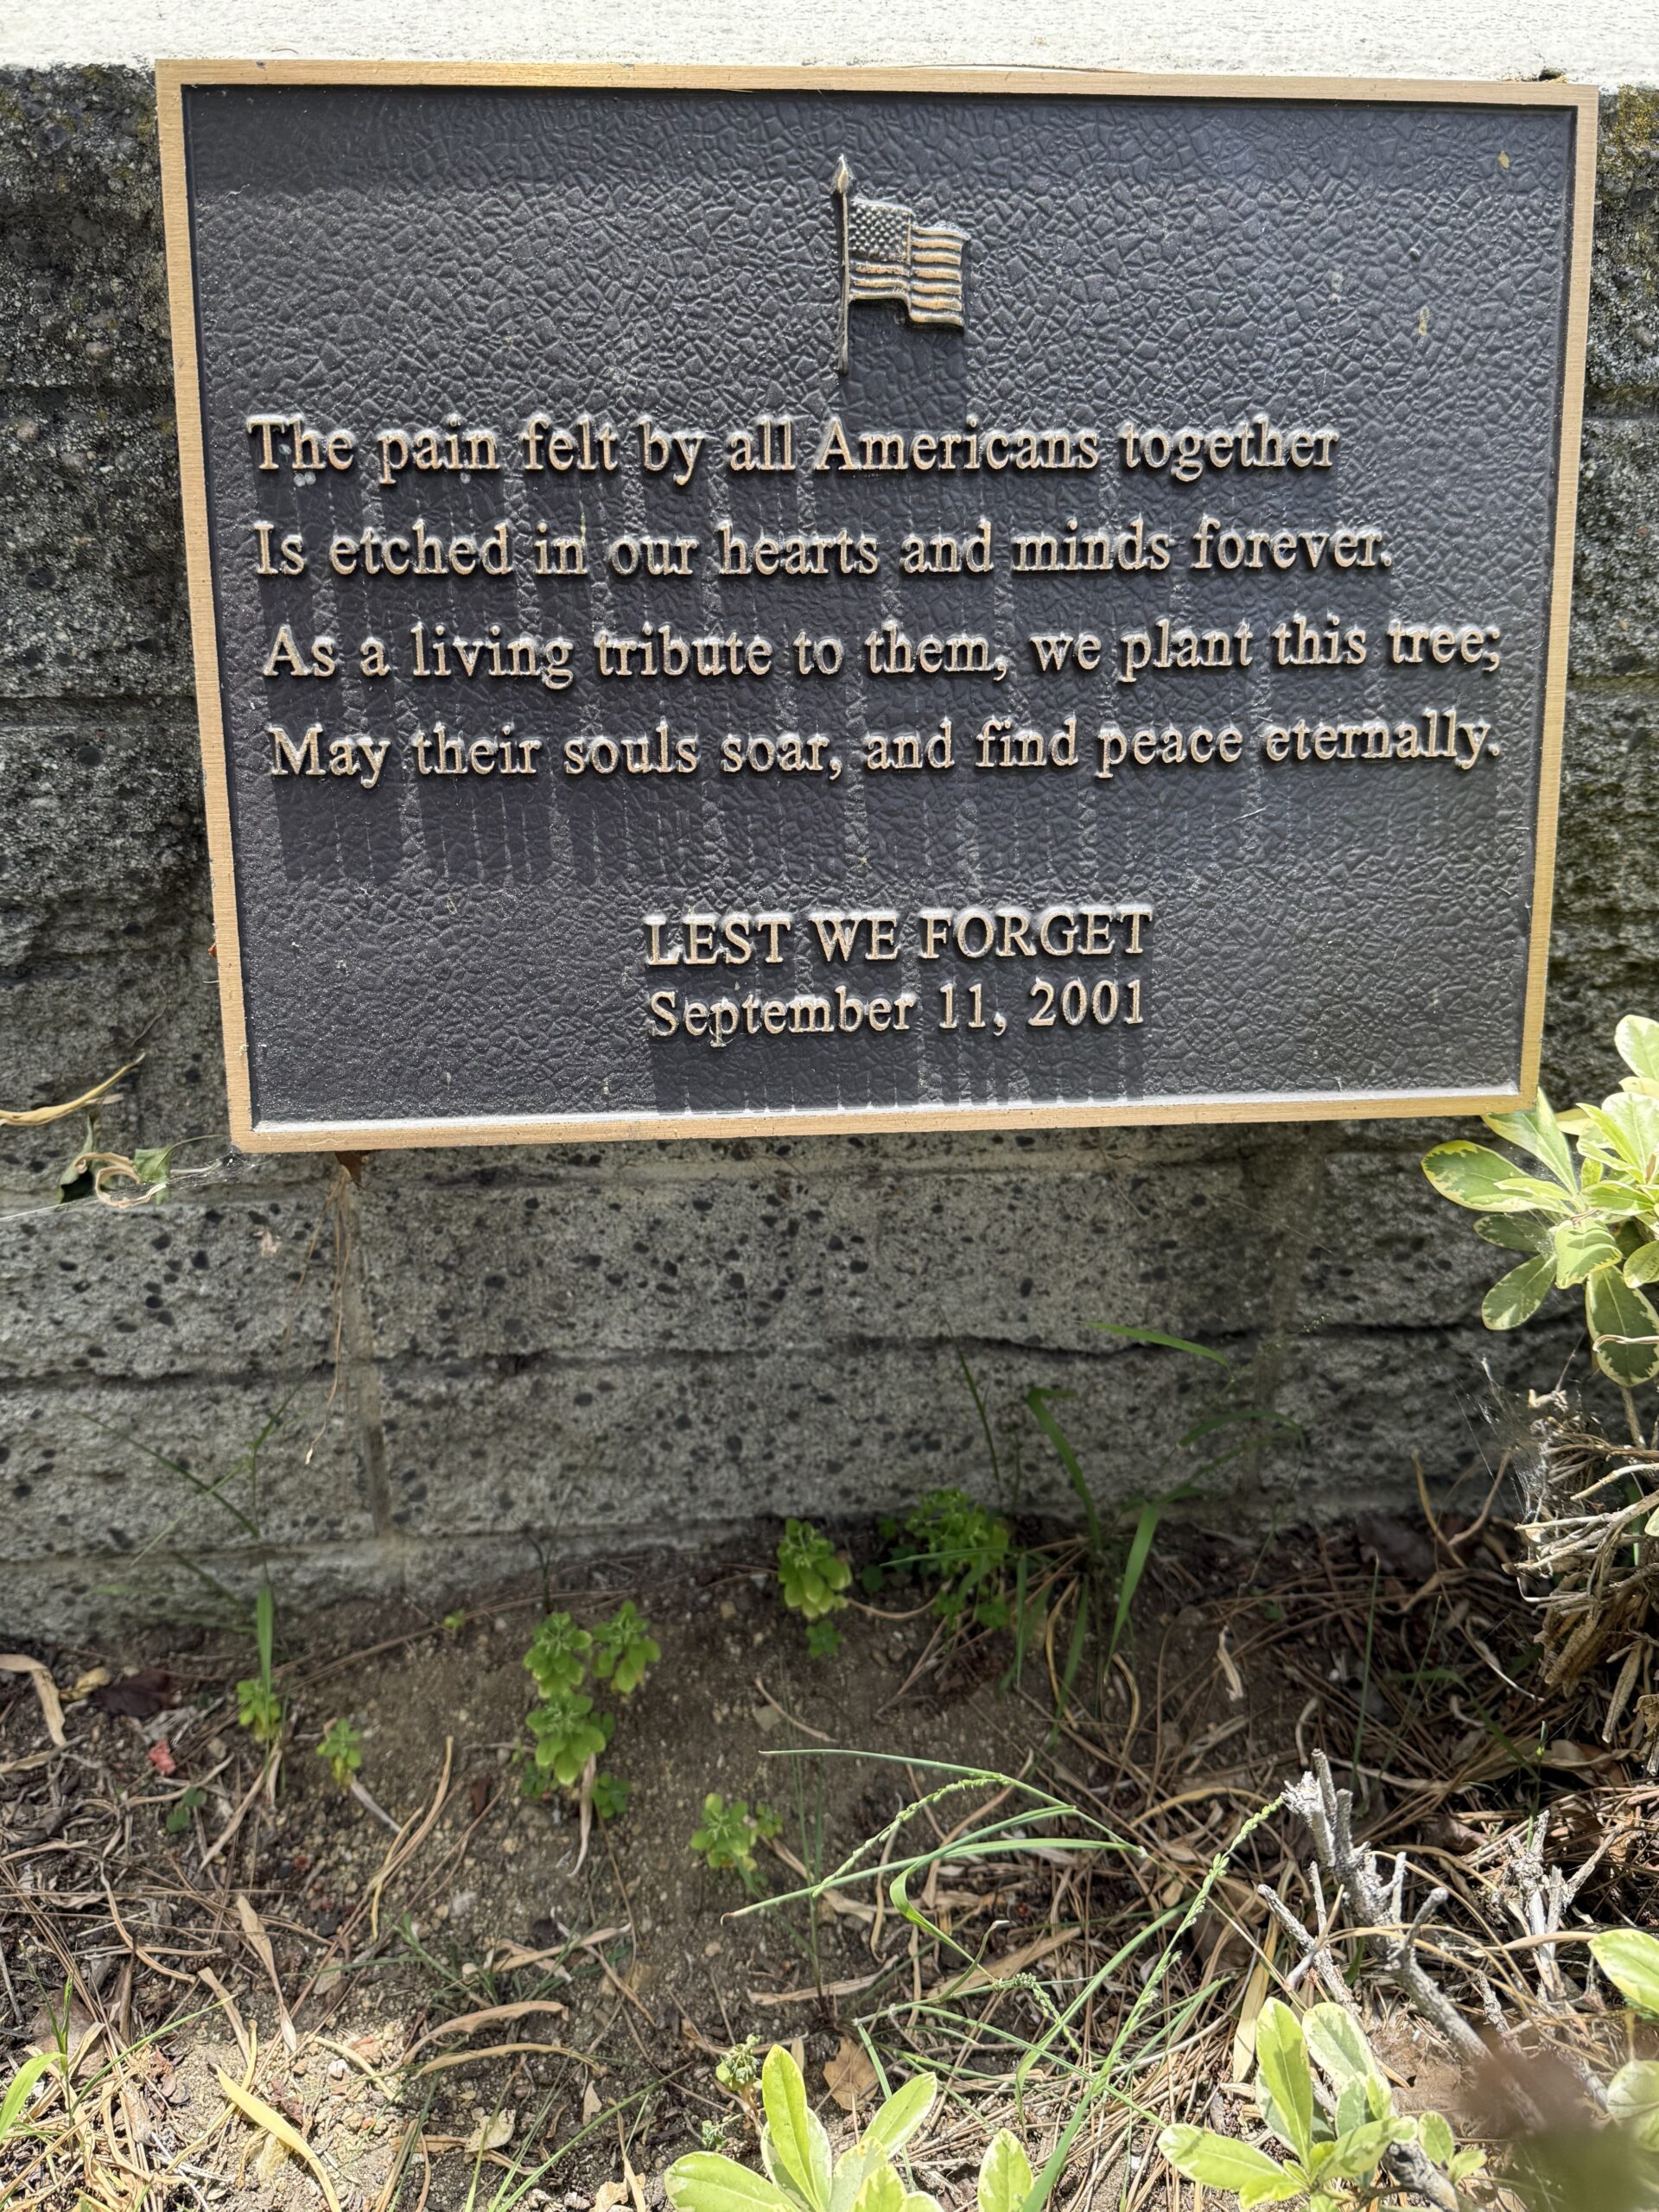 The pain felt by all Americans together
Is etched in our hearts and minds forever.
As a living tribute to them, we plant this tree;
May their souls soar, and find peace eternally.
LEST WE FORGET
September 11, 2001